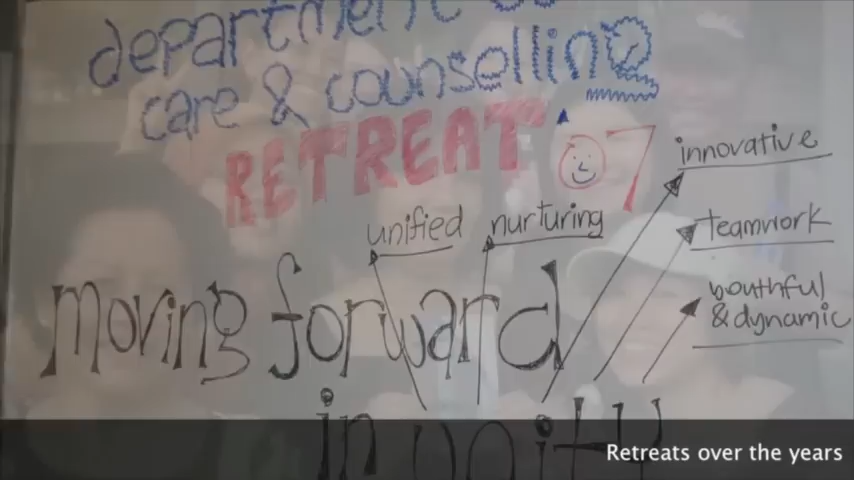 department
care & counselling
RETREAT '07
innovative
unified nurturing
teamwork
youthful
& dynamic
moving forward
in unity
Retreats over the years